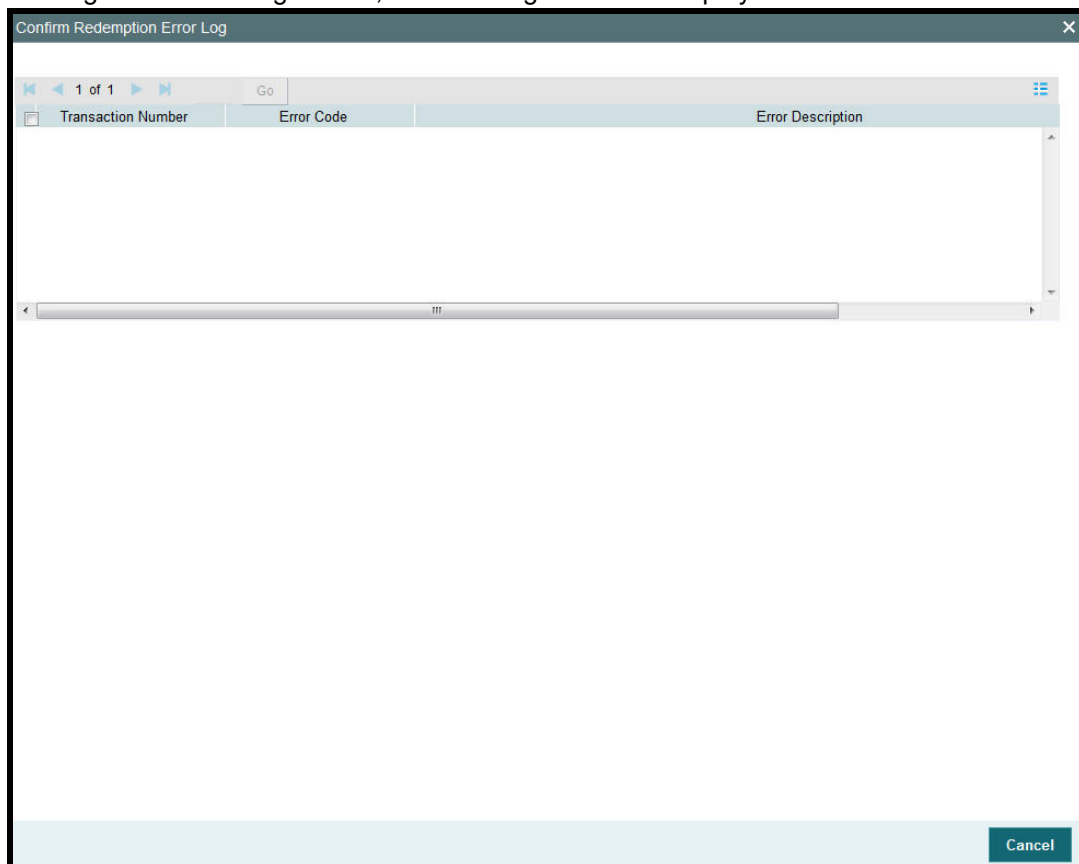 Confirm Redemption Error Log
1 of 1 Go
Transaction Number Error Code Error Description
Cancel